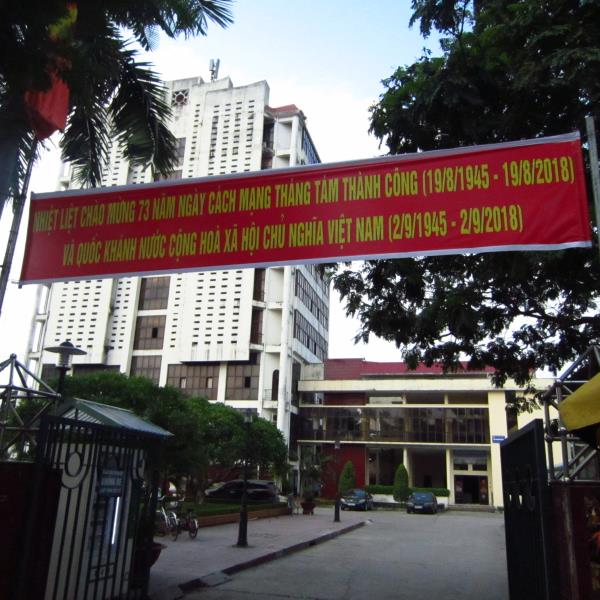 NHIỆT LIỆT CHÀO MỪNG 73 NĂM NGÀY CÁCH MẠNG THÁNG TÁM THÀNH CÔNG (19/8/1945 - 19/8/2018)
VÀ QUỐC KHÁNH NƯỚC CỘNG HOÀ XÃ HỘI CHỦ NGHĨA VIỆT NAM (2/9/1945 - 2/9/2018)